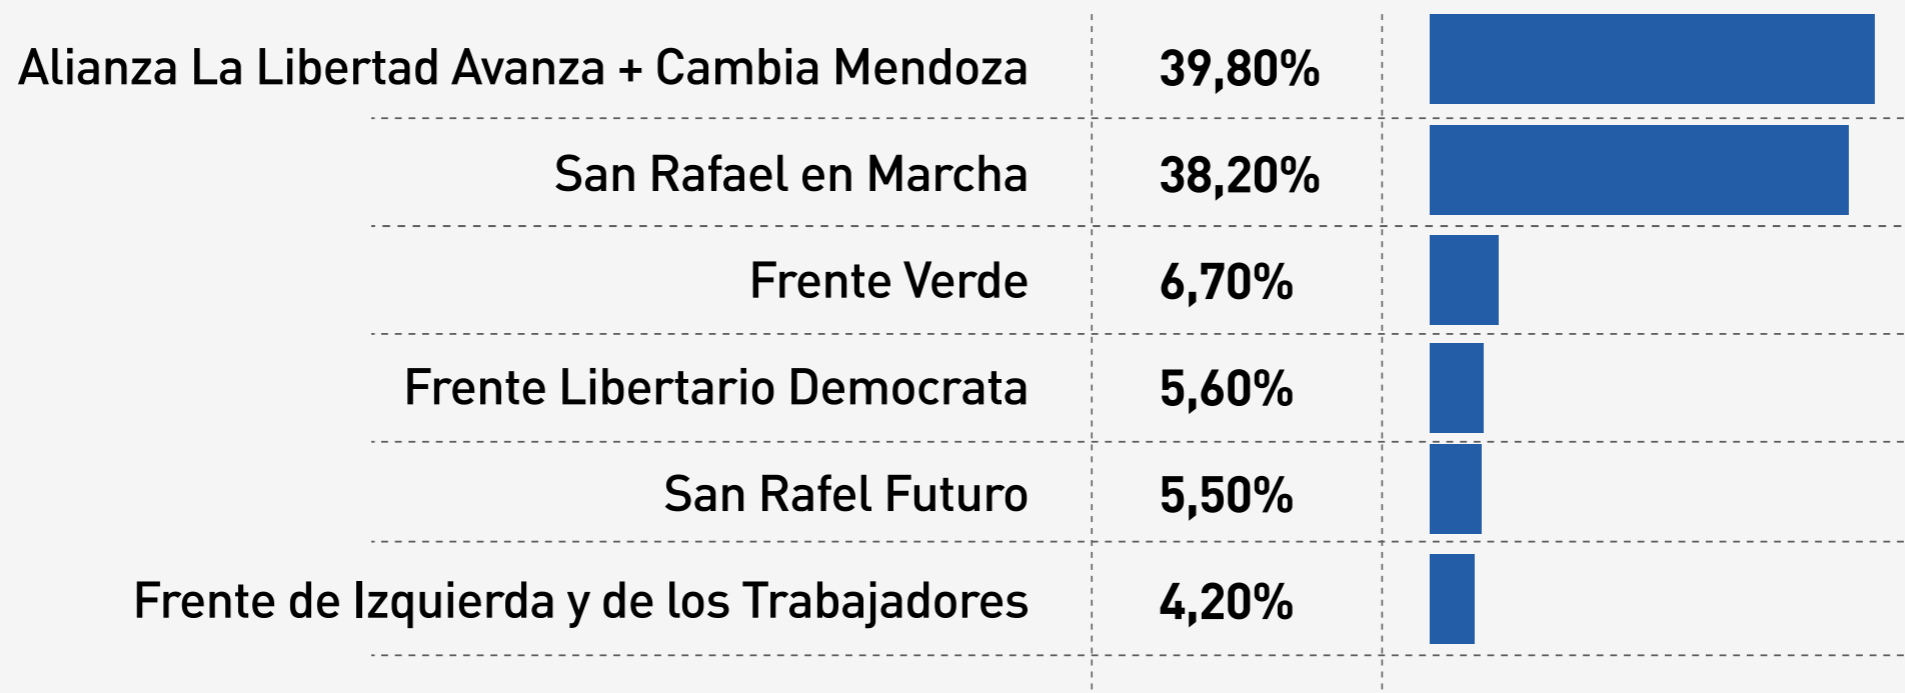 Alianza La Libertad Avanza + Cambia Mendoza 39,80%
San Rafael en Marcha 38,20%
Frente Verde 6,70%
Frente Libertario Democrata 5,60%
San Rafel Futuro 5,50%
Frente de Izquierda y de los Trabajadores 4,20%